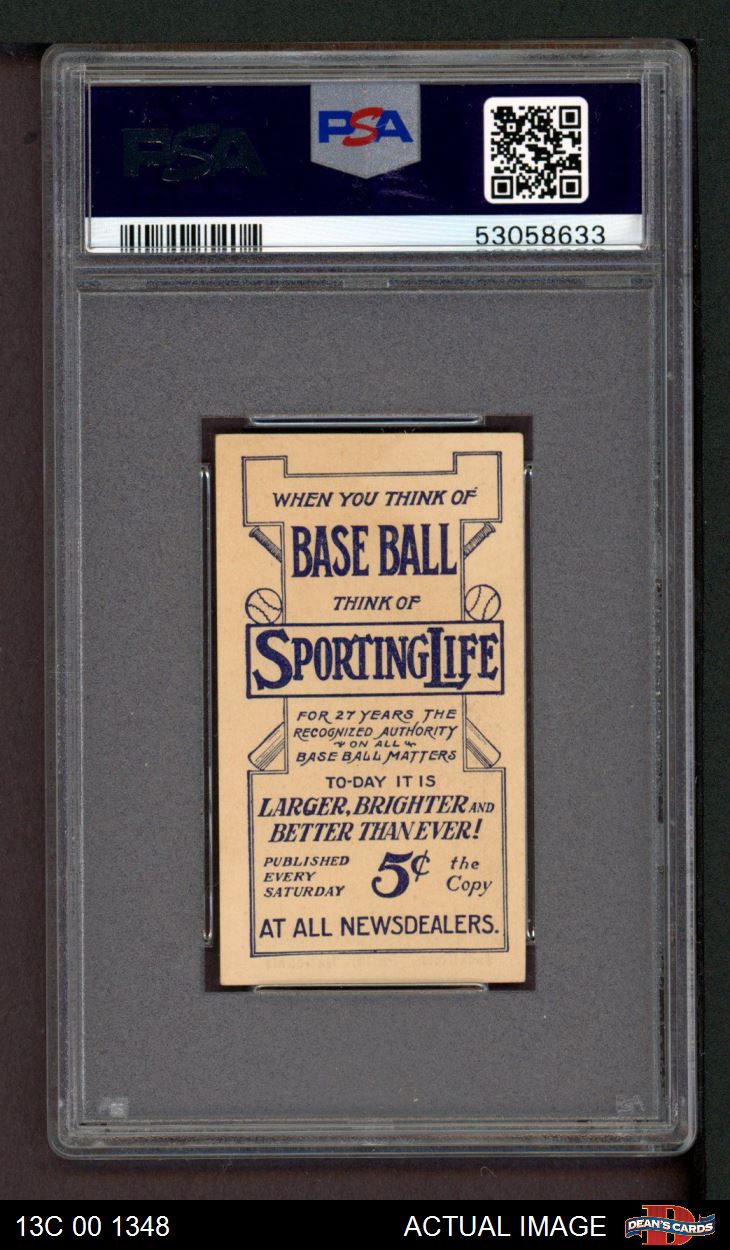 PSA
PSA
53058633
WHEN YOU THINK OF
BASE BALL
THINK OF
SPORTING LIFE
FOR 27 YEARS THE
RECOGNIZED AUTHORITY
ON ALL
BASE BALL MATTERS
TO-DAY IT IS
LARGER, BRIGHTER AND
BETTER THAN EVER!
PUBLISHED
EVERY
SATURDAY
5¢
the
Copy
AT ALL NEWSDEALERS.
13C 00 1348
ACTUAL IMAGE
DEAN'S CARDS